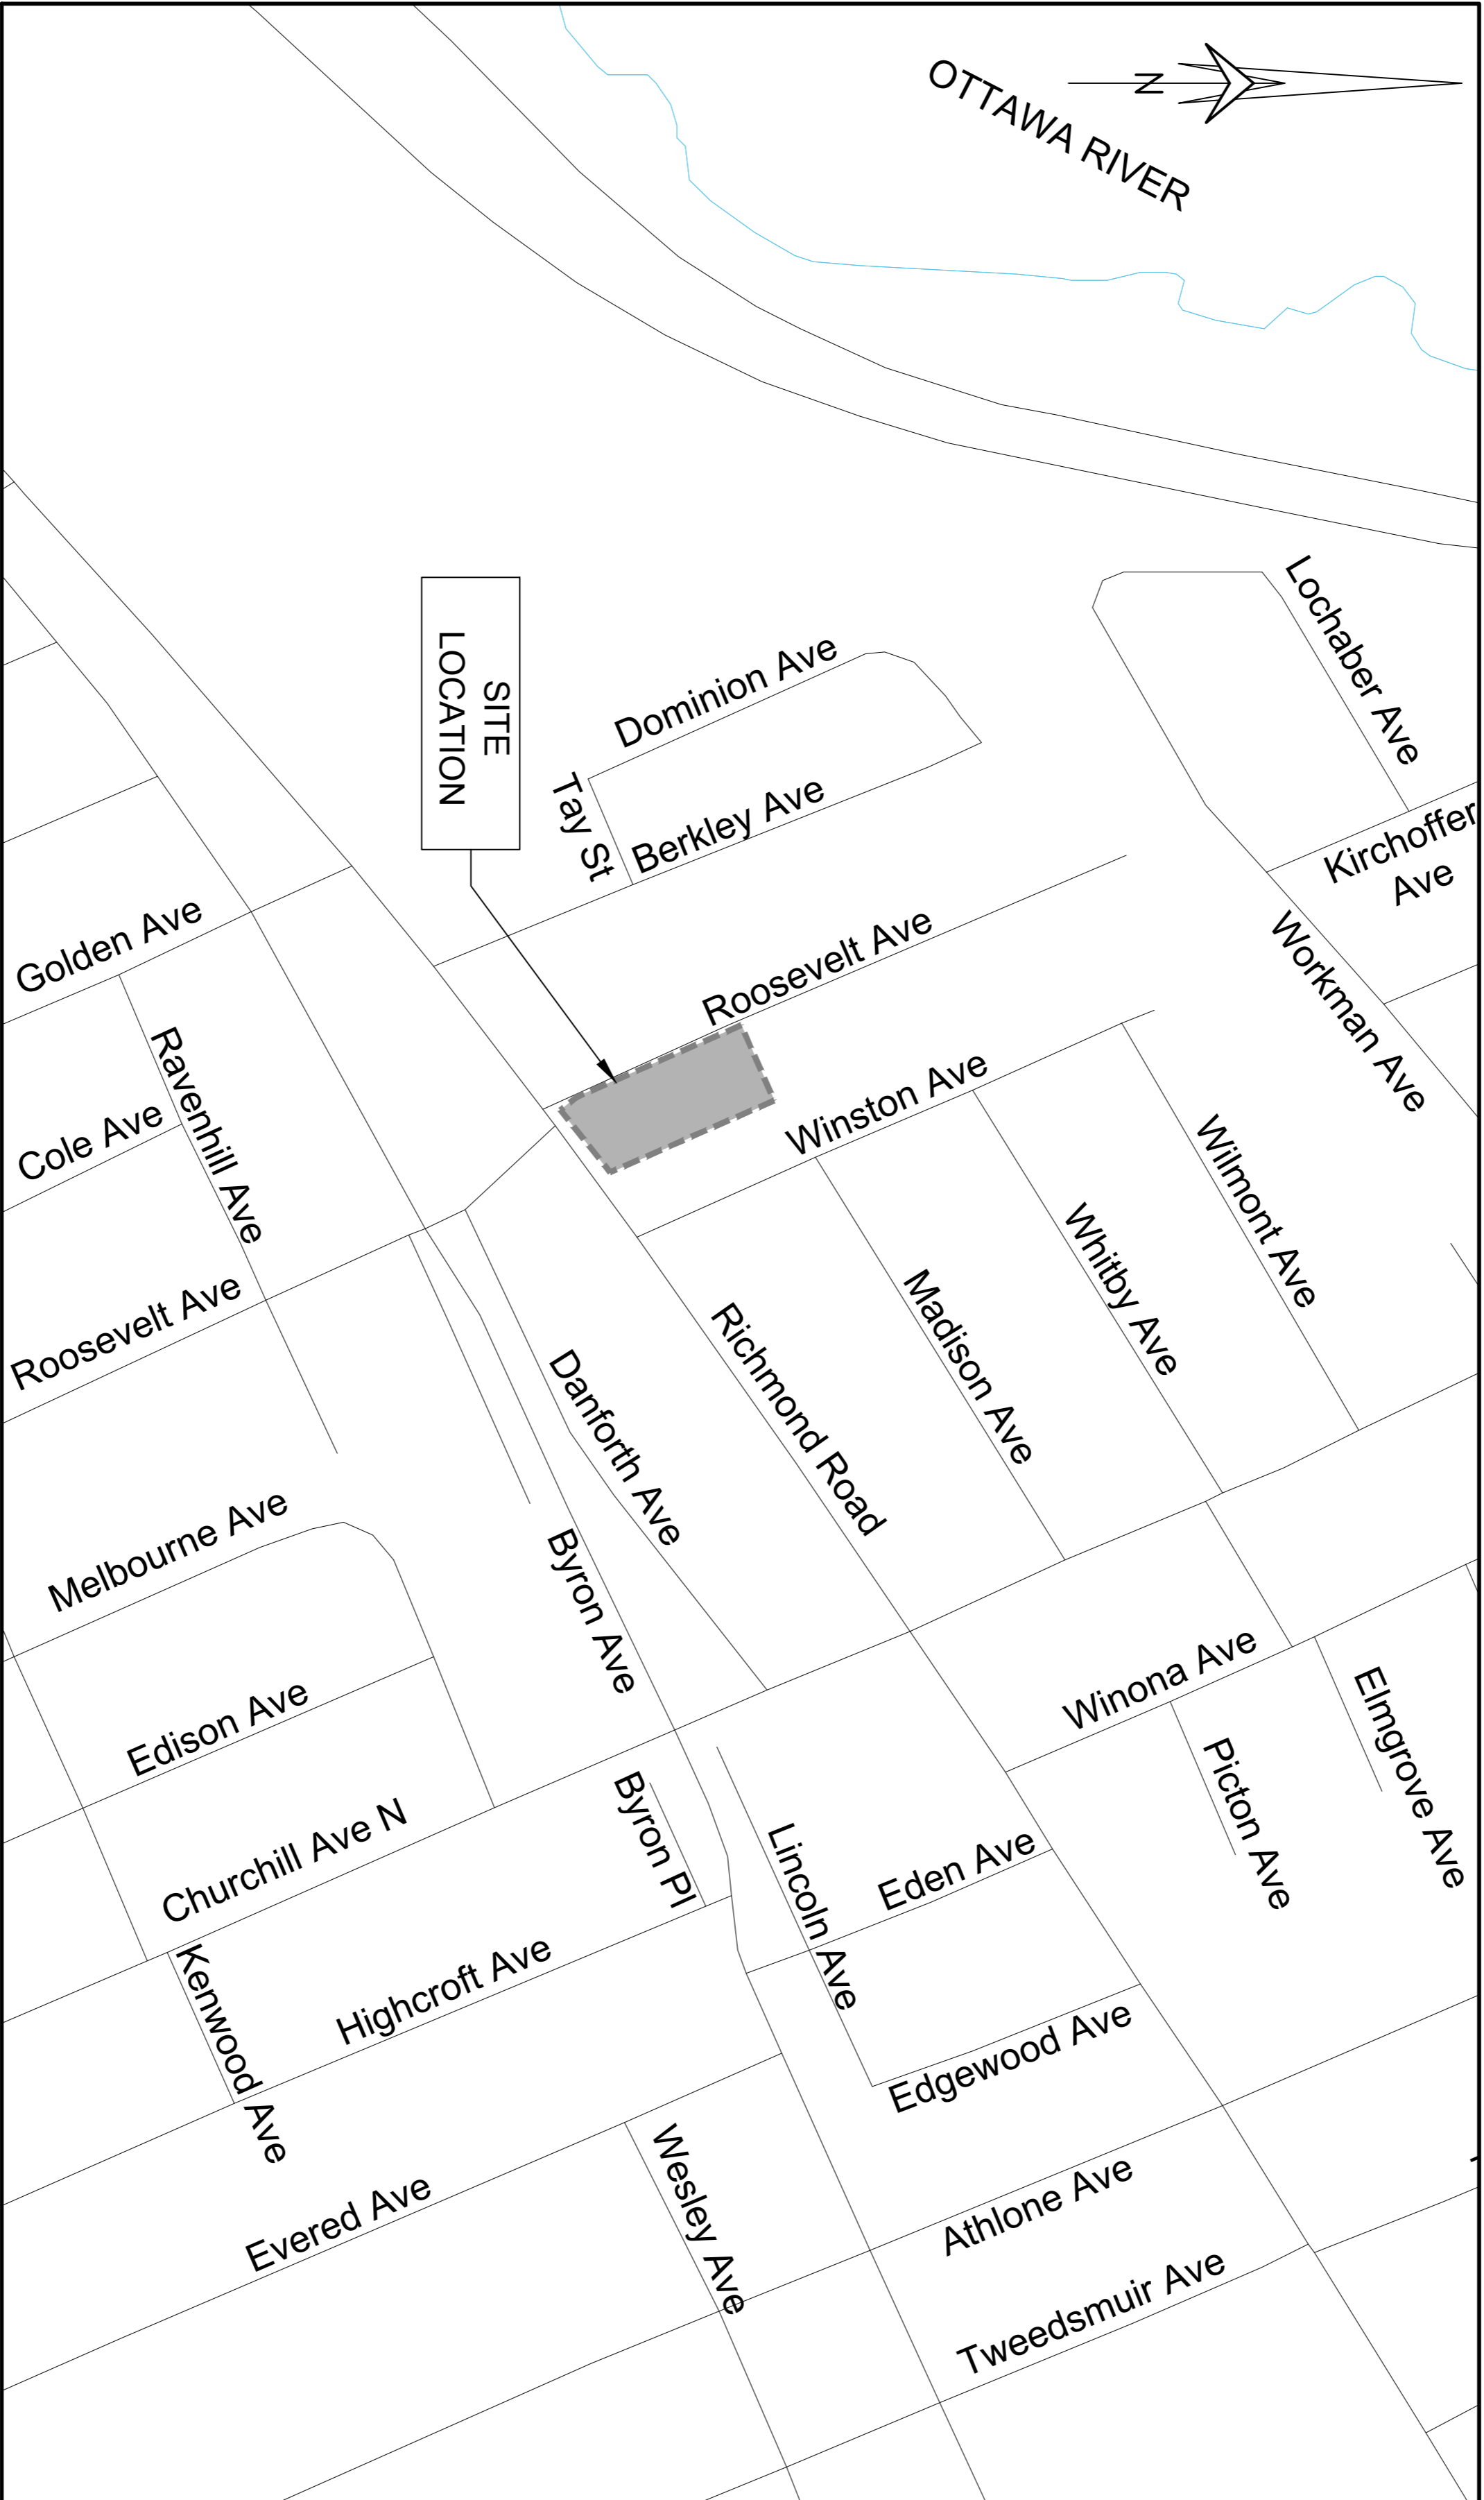 OTTAWA RIVER
N
SITE
LOCATION
Lochaber Ave
Dominion Ave
Tay St
Berkley Ave
Kirchoffer
Ave
Roosevelt Ave
Workman Ave
Golden Ave
Ravenhill Ave
Cole Ave
Winston Ave
Wilmont Ave
Whitby Ave
Madison Ave
Richmond Road
Roosevelt Ave
Danforth Ave
Melbourne Ave
Byron Ave
Edison Ave
Winona Ave
Elmgrove Ave
Picton Ave
Churchill Ave N
Byron Pl
Lincoln Ave
Eden Ave
Kenwood Ave
Highcroft Ave
Edgewood Ave
Evered Ave
Wesley Ave
Athlone Ave
Tweedsmuir Ave